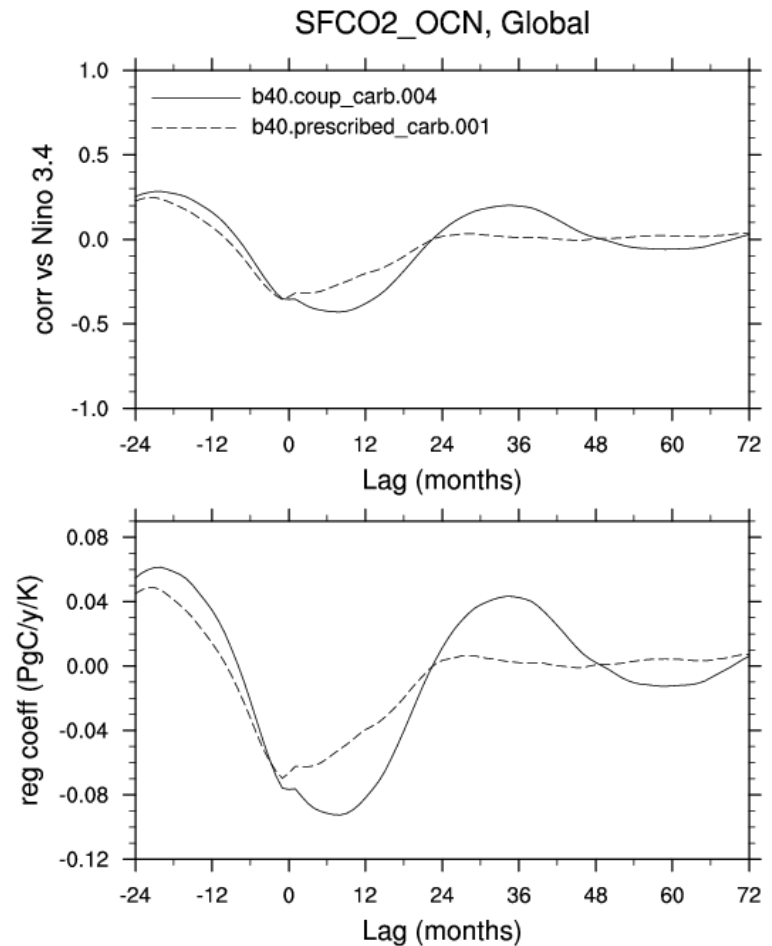 SFCO2_OCN, Global
1.0
b40.coup_carb.004
b40.prescribed_carb.001
0.5
0.0
-0.5
-1.0
corr vs Nino 3.4
-24 -12 0 12 24 36 48 60 72
Lag (months)
0.08
0.04
0.00
-0.04
-0.08
-0.12
reg coeff (PgC/y/K)
-24 -12 0 12 24 36 48 60 72
Lag (months)